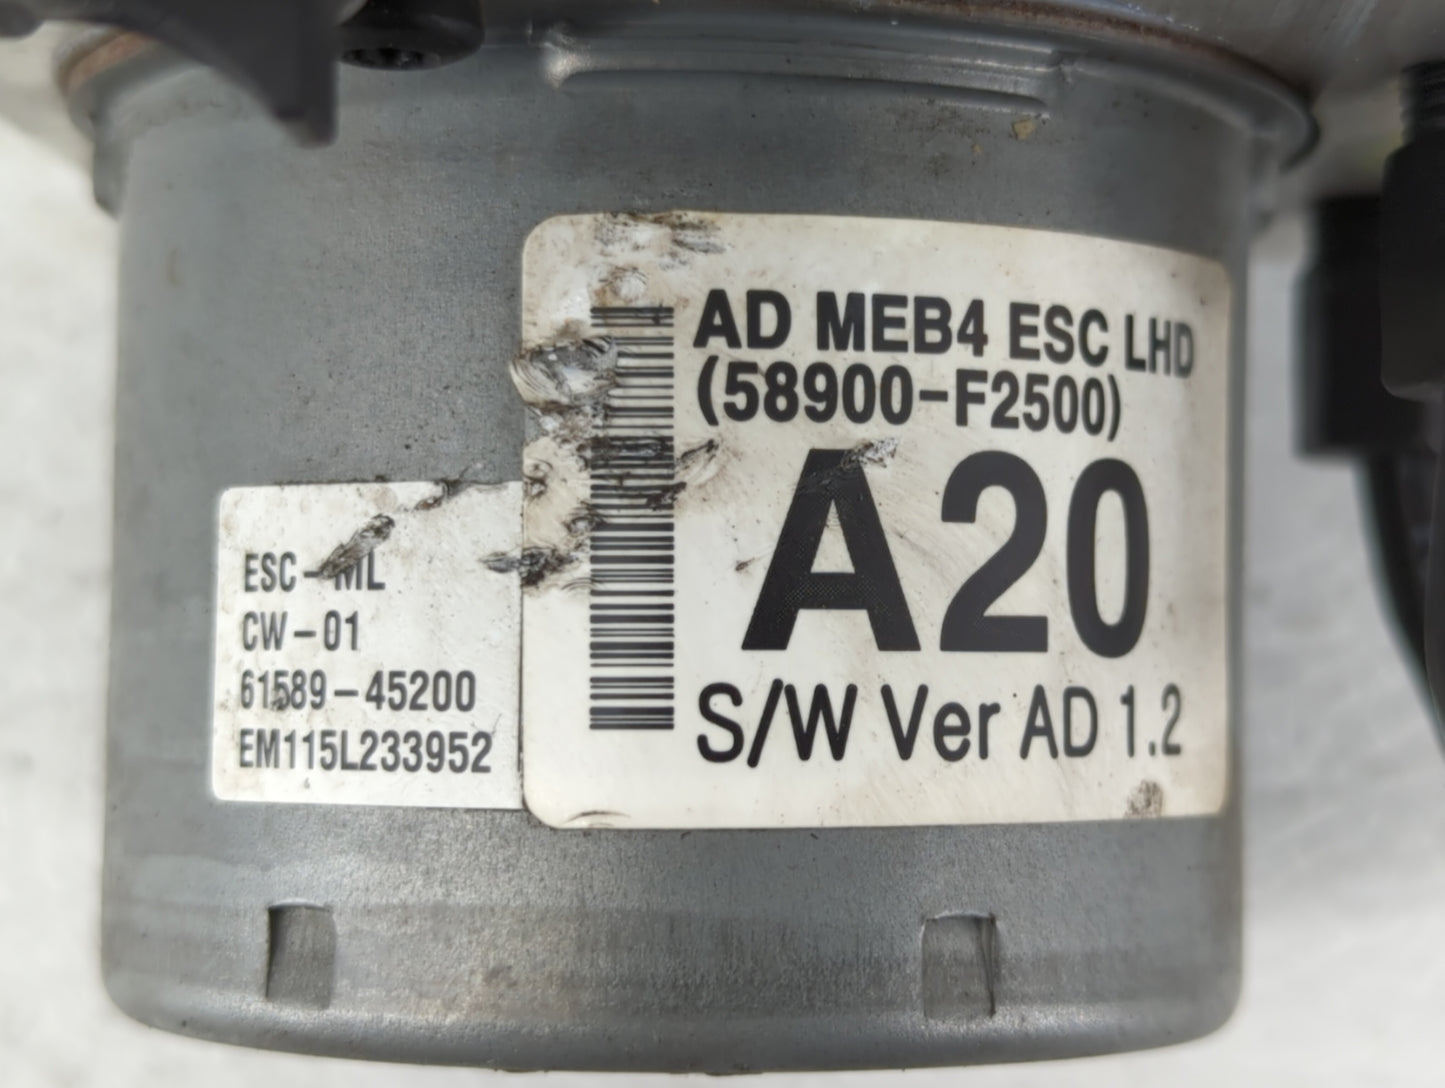 AD MEB4 ESC LHD
(58900-F2500)
A20
S/W Ver AD 1.2
ESC-ML
CW-01
61589-45200
EM115L233952